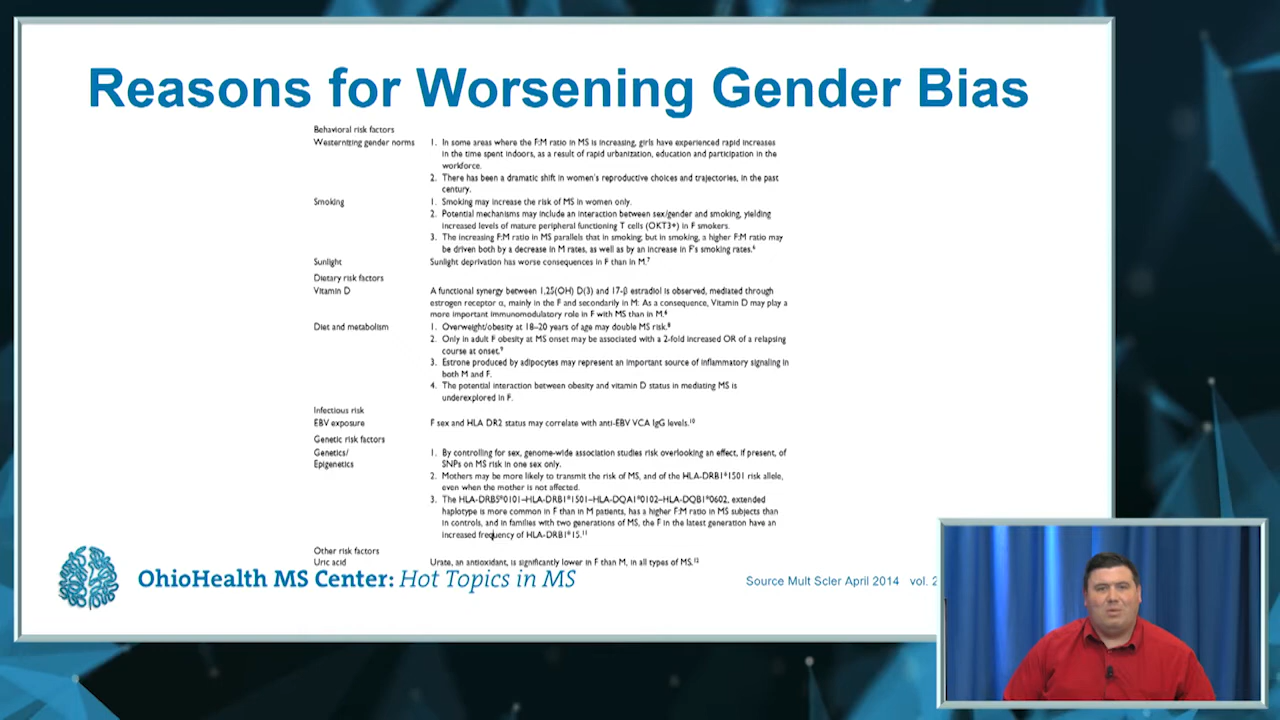 Reasons for Worsening Gender Bias
Behavioral risk factors
Westernizing gender norms
1. In some areas where the F:M ratio in MS is increasing, girls have experienced rapid increases
in the time spent indoors, as a result of rapid urbanization, education and participation in the
workforce.
2. There has been a dramatic shift in women's reproductive choices and trajectories, in the past
century.
Smoking
1. Smoking may increase the risk of MS in women only.
2. Potential mechanisms may include an interaction between sex/gender and smoking, yielding
increased levels of mature peripheral functioning T cells (OKT3+) in F smokers.
3. The increasing F:M ratio in MS parallels that in smoking, but in smoking, a higher F:M ratio may
be driven both by a decrease in M rates, as well as by an increase in F's smoking rates.6
Sunlight
Sunlight deprivation has worse consequences in F than in M.7
Dietary risk factors
Vitamin D
A functional synergy between 1,25(OH) D(3) and 17-β estradiol is observed, mediated through
estrogen receptor α, mainly in the F and secondarily in M: As a consequence, Vitamin D may play a
more important immunomodulatory role in F with MS than in M.
Diet and metabolism
1. Overweight/obesity at 18–20 years of age may double MS risk.8
2. Only in adult F obesity at MS onset may be associated with a 2-fold increased OR of a relapsing
course at onset.9
3. Estrone produced by adipocytes may represent an important source of inflammatory signaling in
both M and F.
4. The potential interaction between obesity and vitamin D status in mediating MS is
underexplored in F.
Infectious risk
EBV exposure
F sex and HLA DR2 status may correlate with anti-EBV VCA IgG levels.10
Genetic risk factors
Genetics/
Epigenetics
1. By controlling for sex, genome-wide association studies risk overlooking an effect, if present, of
SNPs on MS risk in one sex only.
2. Mothers may be more likely to transmit the risk of MS, and of the HLA-DRB1*1501 risk allele,
even when the mother is not affected.
3. The HLA-DRB5*0101–HLA-DRB1*1501–HLA-DQA1*0102–HLA-DQB1*0602, extended
haplotype is more common in F than in M patients, has a higher F:M ratio in MS subjects than
in controls, and in families with two generations of MS, the F in the latest generation have an
increased frequency of HLA-DRB1*15.11
Other risk factors
Uric acid
Urate, an antioxidant, is significantly lower in F than M, in all types of MS.12
OhioHealth MS Center: Hot Topics in MS
Source Mult Scler April 2014 vol. 2